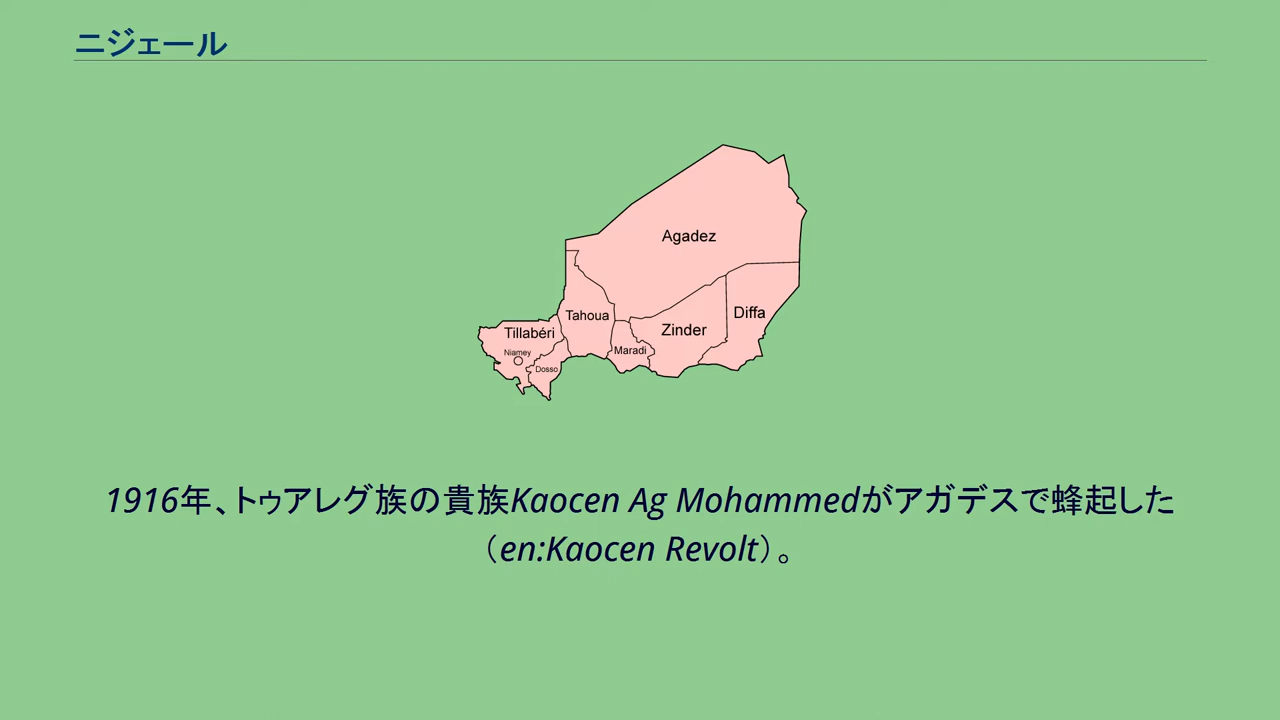 ニジェール
Agadez
Diffa
Tahoua
Zinder
Tillabéri
Maradi
Niamey
Dosso
1916年、トゥアレグ族の貴族Kaocen Ag Mohammedがアガデスで蜂起した
（en:Kaocen Revolt）。